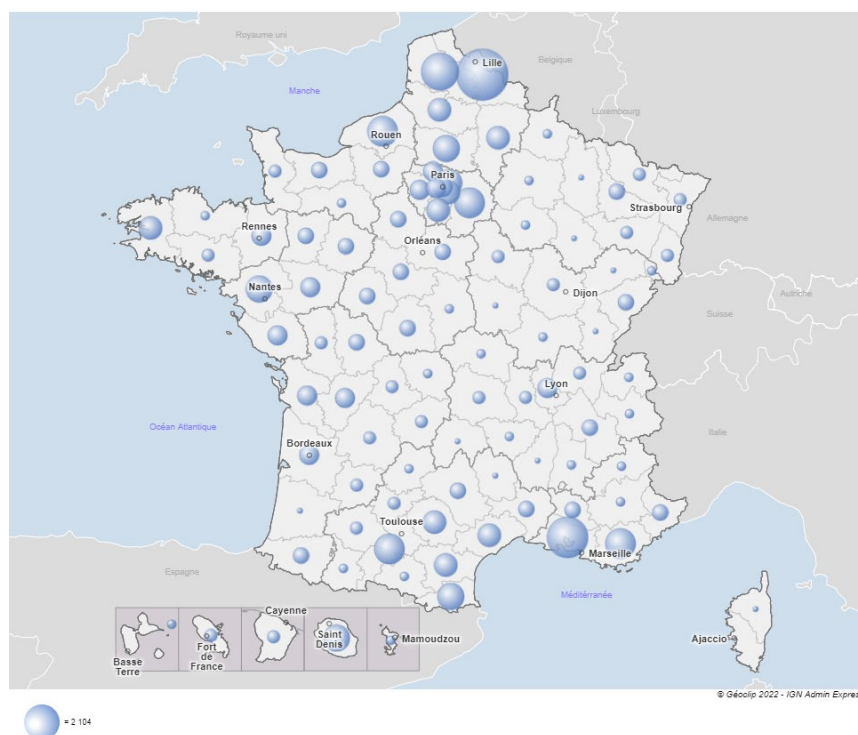 Royaume uni
Belgique
Lille
Manche
Luxembourg
Rouen
Paris
Strasbourg
Allemagne
Rennes
Orléans
Nantes
Dijon
Autriche
Suisse
Lyon
Océan Atlantique
Italie
Bordeaux
Toulouse
Marseille
Espagne
Méditérranée
Cayenne
Saint
Denis
Mamoudzou
Fort
de
France
Basse
Terre
Ajaccio
© Géoclip 2022 - IGN Admin Expres
= 2 104